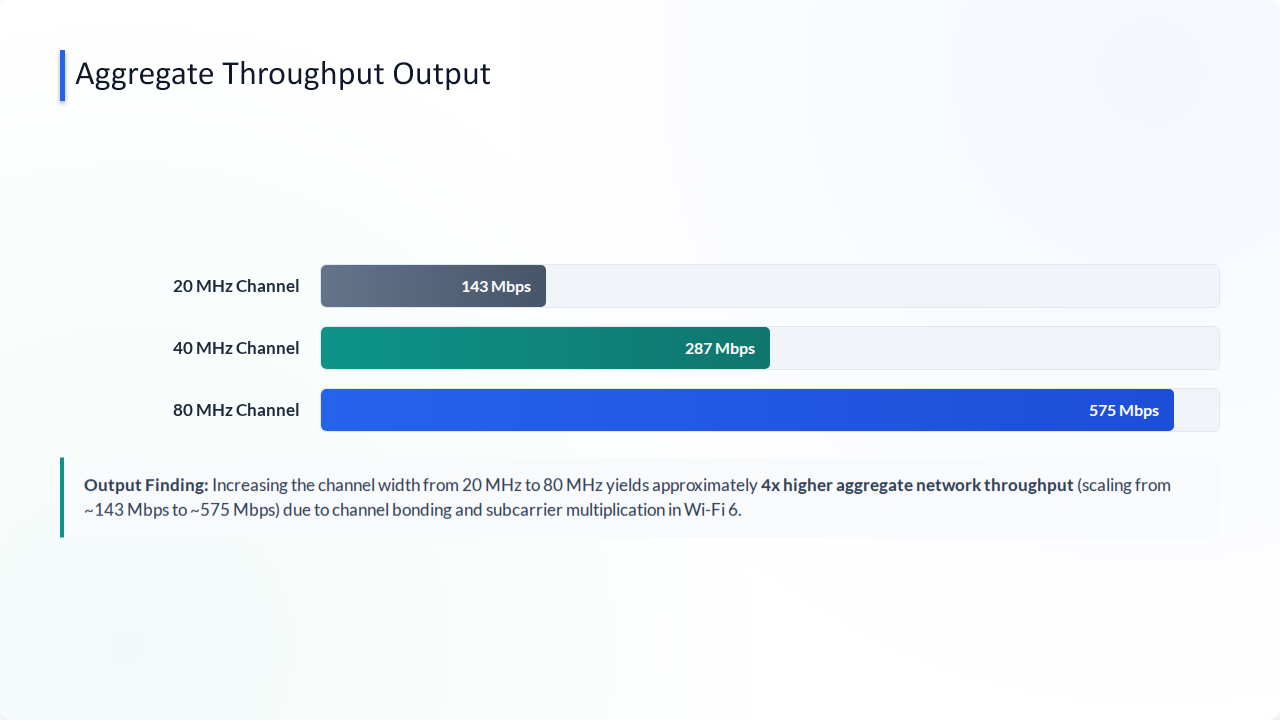 Aggregate Throughput Output
20 MHz Channel 143 Mbps
40 MHz Channel 287 Mbps
80 MHz Channel 575 Mbps
Output Finding: Increasing the channel width from 20 MHz to 80 MHz yields approximately 4x higher aggregate network throughput (scaling from
~143 Mbps to ~575 Mbps) due to channel bonding and subcarrier multiplication in Wi-Fi 6.